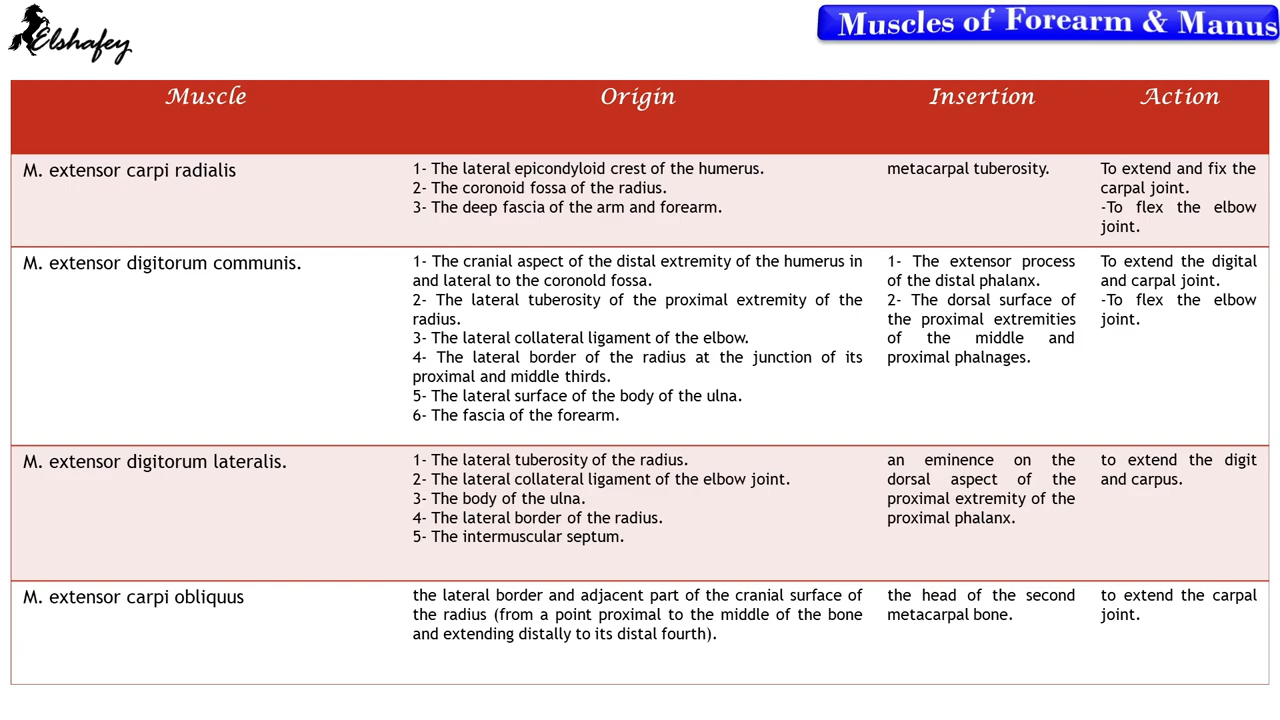 Elshafey
Muscles of Forearm & Manus
Muscle
Origin
Insertion
Action
M. extensor carpi radialis
1- The lateral epicondyloid crest of the humerus.
2- The coronoid fossa of the radius.
3- The deep fascia of the arm and forearm.
metacarpal tuberosity.
To extend and fix the
carpal joint.
-To flex the elbow
joint.
M. extensor digitorum communis.
1- The cranial aspect of the distal extremity of the humerus in
and lateral to the coronold fossa.
2- The lateral tuberosity of the proximal extremity of the
radius.
3- The lateral collateral ligament of the elbow.
4- The lateral border of the radius at the junction of its
proximal and middle thirds.
5- The lateral surface of the body of the ulna.
6- The fascia of the forearm.
1- The extensor process
of the distal phalanx.
2- The dorsal surface of
the proximal extremities
of the middle and
proximal phalnages.
To extend the digital
and carpal joint.
-To flex the elbow
joint.
M. extensor digitorum lateralis.
1- The lateral tuberosity of the radius.
2- The lateral collateral ligament of the elbow joint.
3- The body of the ulna.
4- The lateral border of the radius.
5- The intermuscular septum.
an eminence on the
dorsal aspect of the
proximal extremity of the
proximal phalanx.
to extend the digit
and carpus.
M. extensor carpi obliquus
the lateral border and adjacent part of the cranial surface of
the radius (from a point proximal to the middle of the bone
and extending distally to its distal fourth).
the head of the second
metacarpal bone.
to extend the carpal
joint.